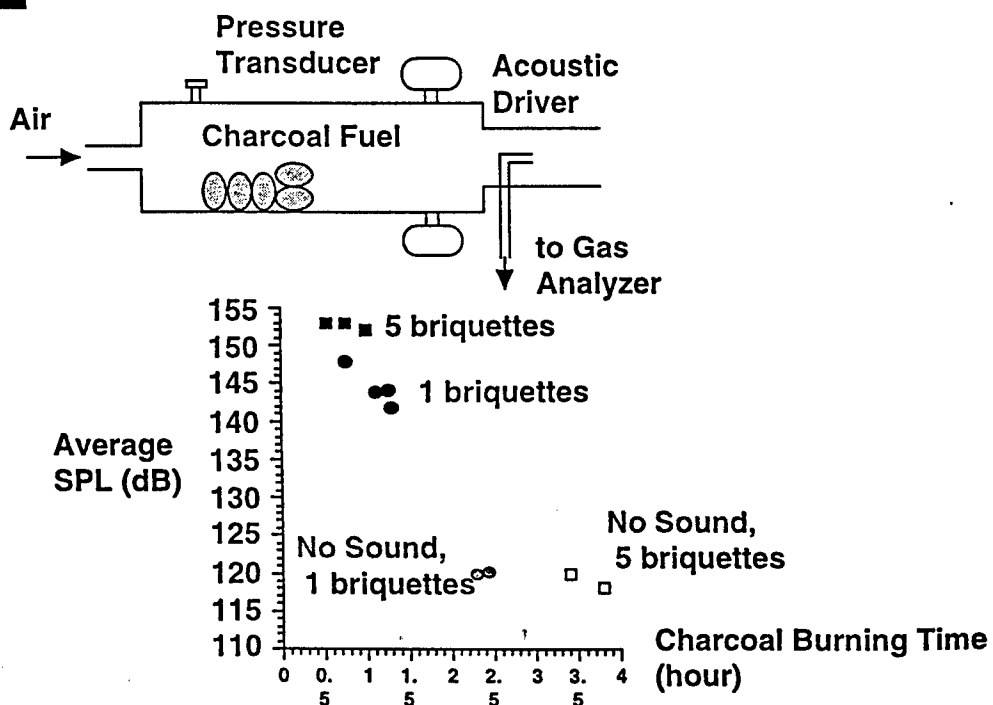 Pressure
Transducer
Acoustic
Driver
Air
Charcoal Fuel
to Gas
Analyzer
155
150
145
140
135
130
125
120
115
110
5 briquettes
1 briquettes
Average
SPL (dB)
No Sound,
1 briquettes
No Sound,
5 briquettes
0 0. 1 1. 2 2. 3 3. 4
5 5 5 5
Charcoal Burning Time
(hour)